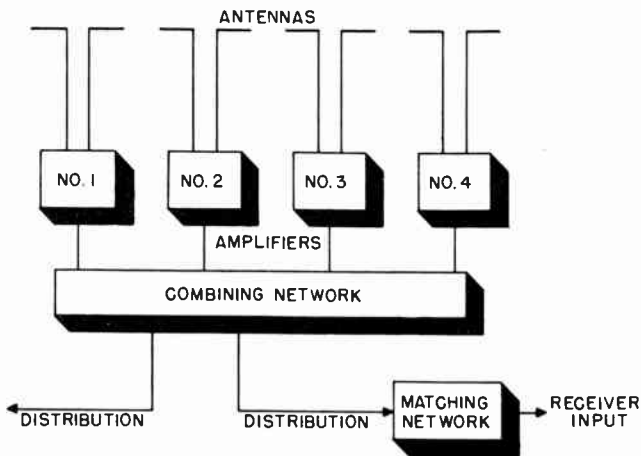 ANTENNAS
NO. 1
NO. 2
NO. 3
NO. 4
AMPLIFIERS
COMBINING NETWORK
DISTRIBUTION
DISTRIBUTION
MATCHING
NETWORK
RECEIVER
INPUT